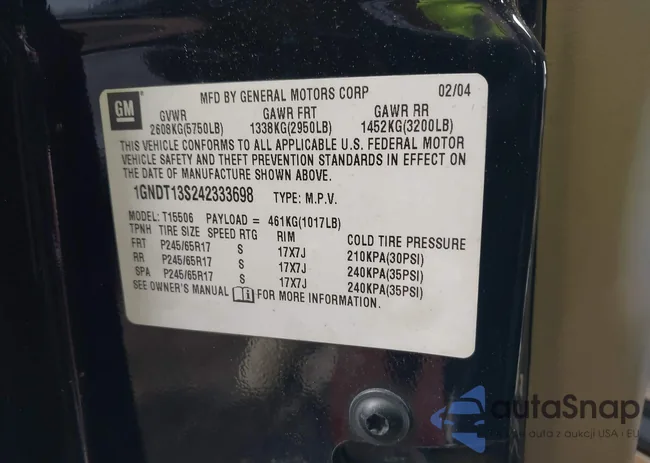 GM
MFD BY GENERAL MOTORS CORP 02/04
GVWR GAWR FRT GAWR RR
2608KG(5750LB) 1338KG(2950LB) 1452KG(3200LB)
THIS VEHICLE CONFORMS TO ALL APPLICABLE U.S. FEDERAL MOTOR
VEHICLE SAFETY AND THEFT PREVENTION STANDARDS IN EFFECT ON
THE DATE OF MANUFACTURE SHOWN ABOVE.
1GNDT13S242333698 TYPE: M.P.V.
MODEL: T15506 PAYLOAD = 461KG(1017LB)
TPNH TIRE SIZE SPEED RTG RIM COLD TIRE PRESSURE
FRT P245/65R17 S 17X7J 210KPA(30PSI)
RR P245/65R17 S 17X7J 240KPA(35PSI)
SPA P245/65R17 S 17X7J 240KPA(35PSI)
SEE OWNER'S MANUAL FOR MORE INFORMATION.
autaSnap
auta z aukcji USA i EU